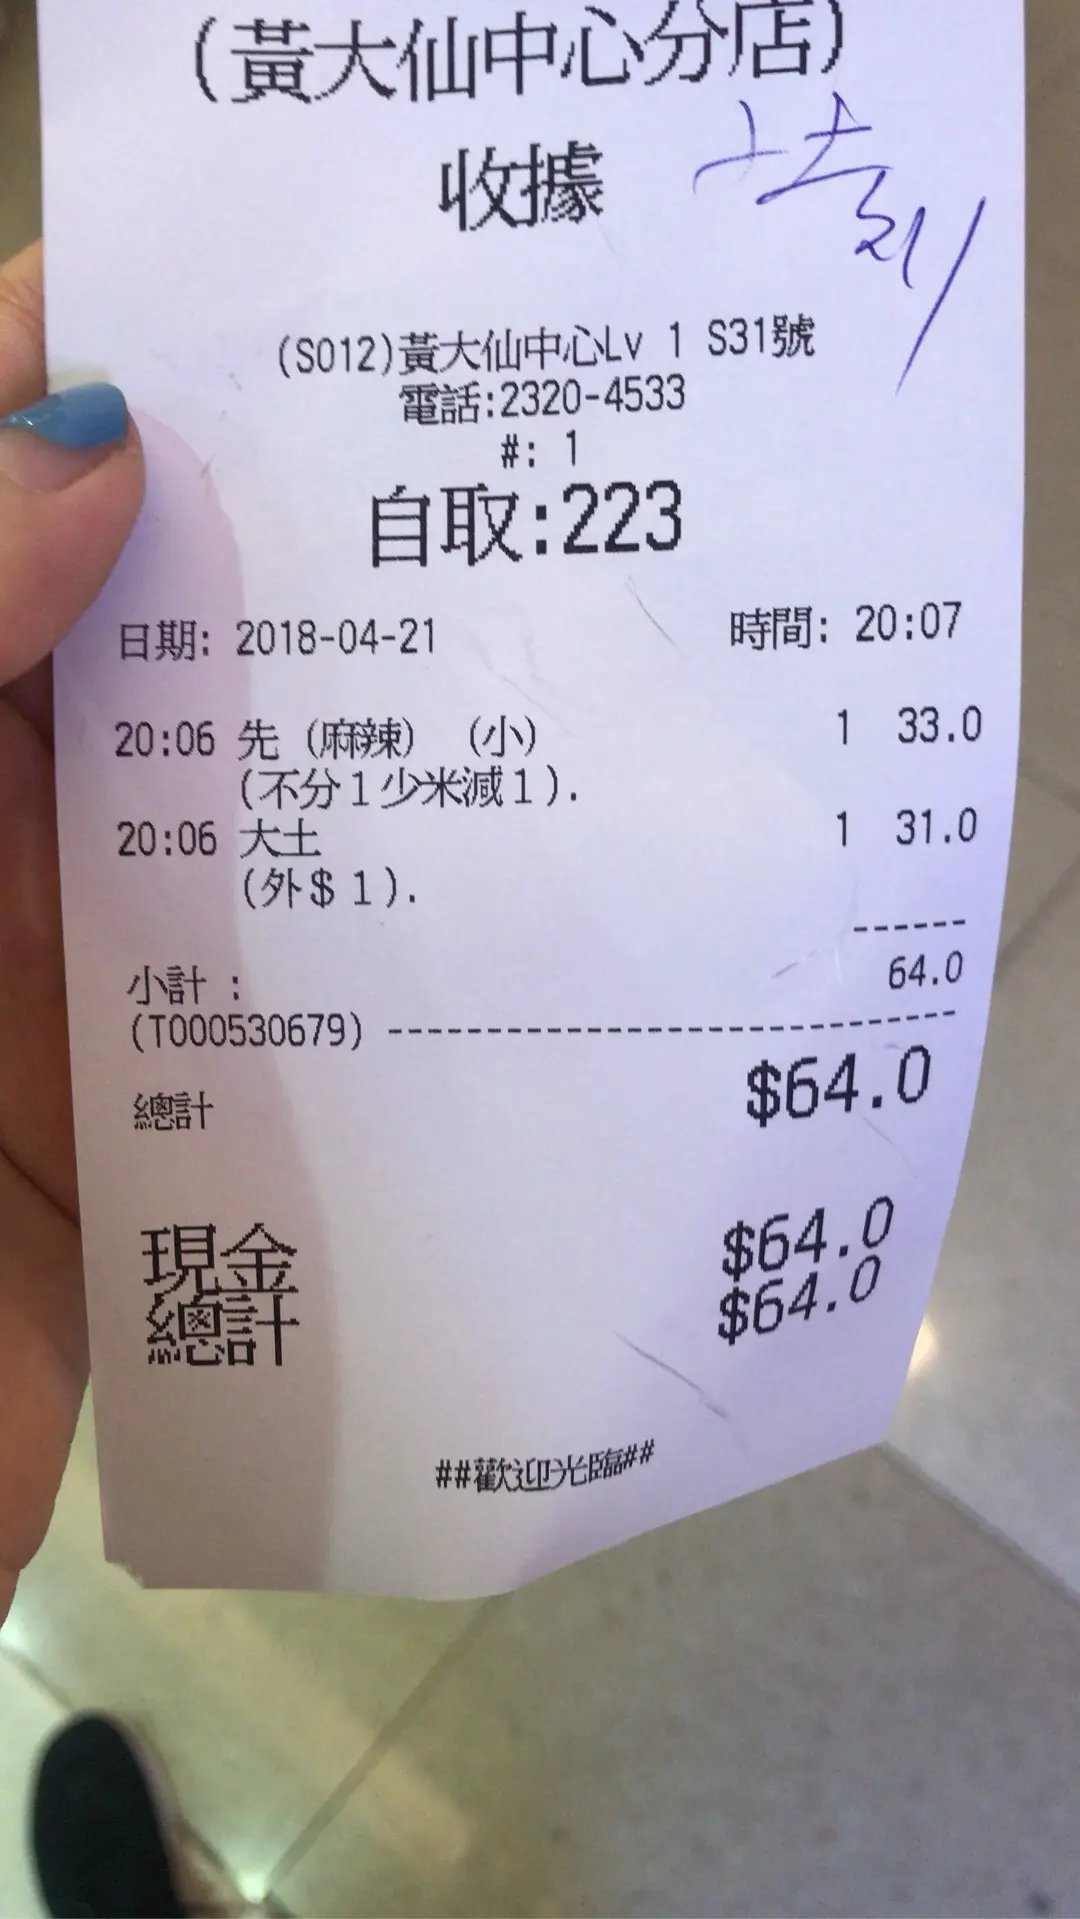 (黃大仙中心分店)
收據
(S012)黃大仙中心Lv 1 S31號
電話:2320-4533
#: 1
自取:223
日期: 2018-04-21 時間: 20:07
20:06 先（麻辣）（小） 1 33.0
(不分1少米減1).
20:06 大土 1 31.0
(外$1).
------
小計 : 64.0
(T000530679) -----------------------------
總計 $64.0
現金 $64.0
總計 $64.0
##歡迎光臨##